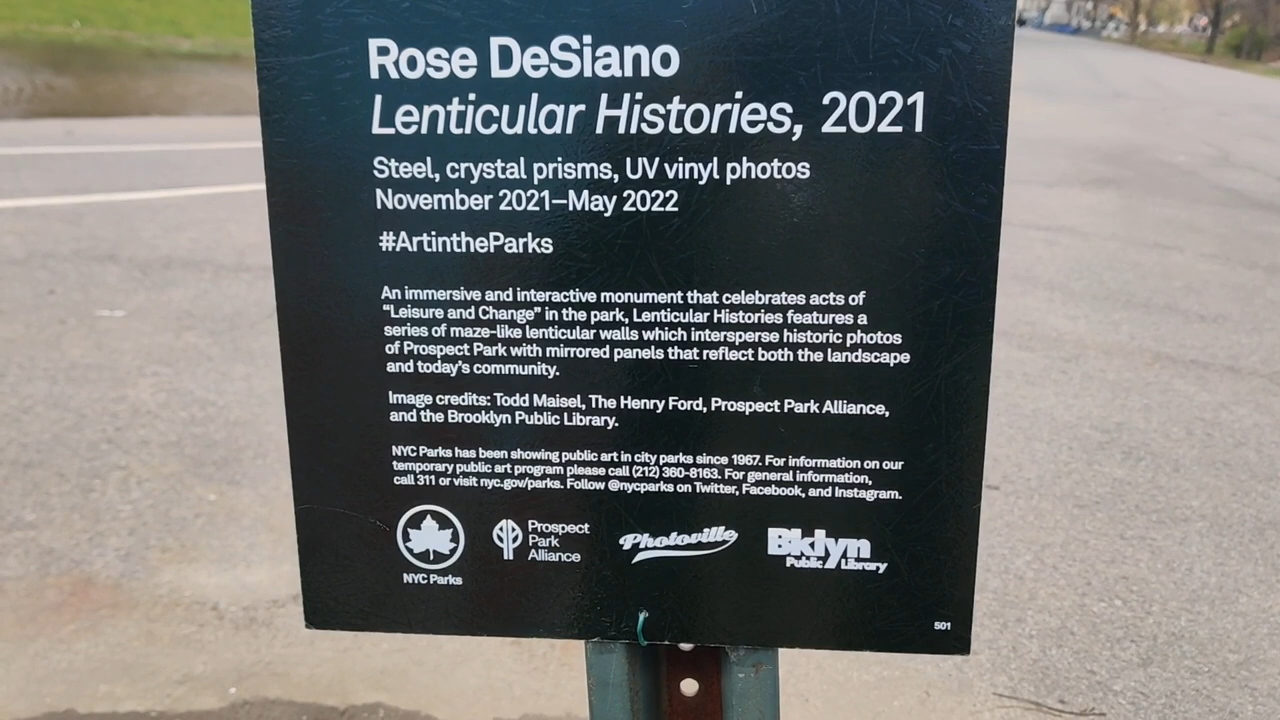 Rose DeSiano
Lenticular Histories, 2021
Steel, crystal prisms, UV vinyl photos
November 2021–May 2022
#ArtintheParks
An immersive and interactive monument that celebrates acts of
“Leisure and Change” in the park, Lenticular Histories features a
series of maze-like lenticular walls which intersperse historic photos
of Prospect Park with mirrored panels that reflect both the landscape
and today's community.
Image credits: Todd Maisel, The Henry Ford, Prospect Park Alliance,
and the Brooklyn Public Library.
NYC Parks has been showing public art in city parks since 1967. For information on our
temporary public art program please call (212) 360-8163. For general information,
call 311 or visit nyc.gov/parks. Follow @nycparks on Twitter, Facebook, and Instagram.
NYC Parks
Prospect
Park
Alliance
Photoville
Bklyn
Public Library
501